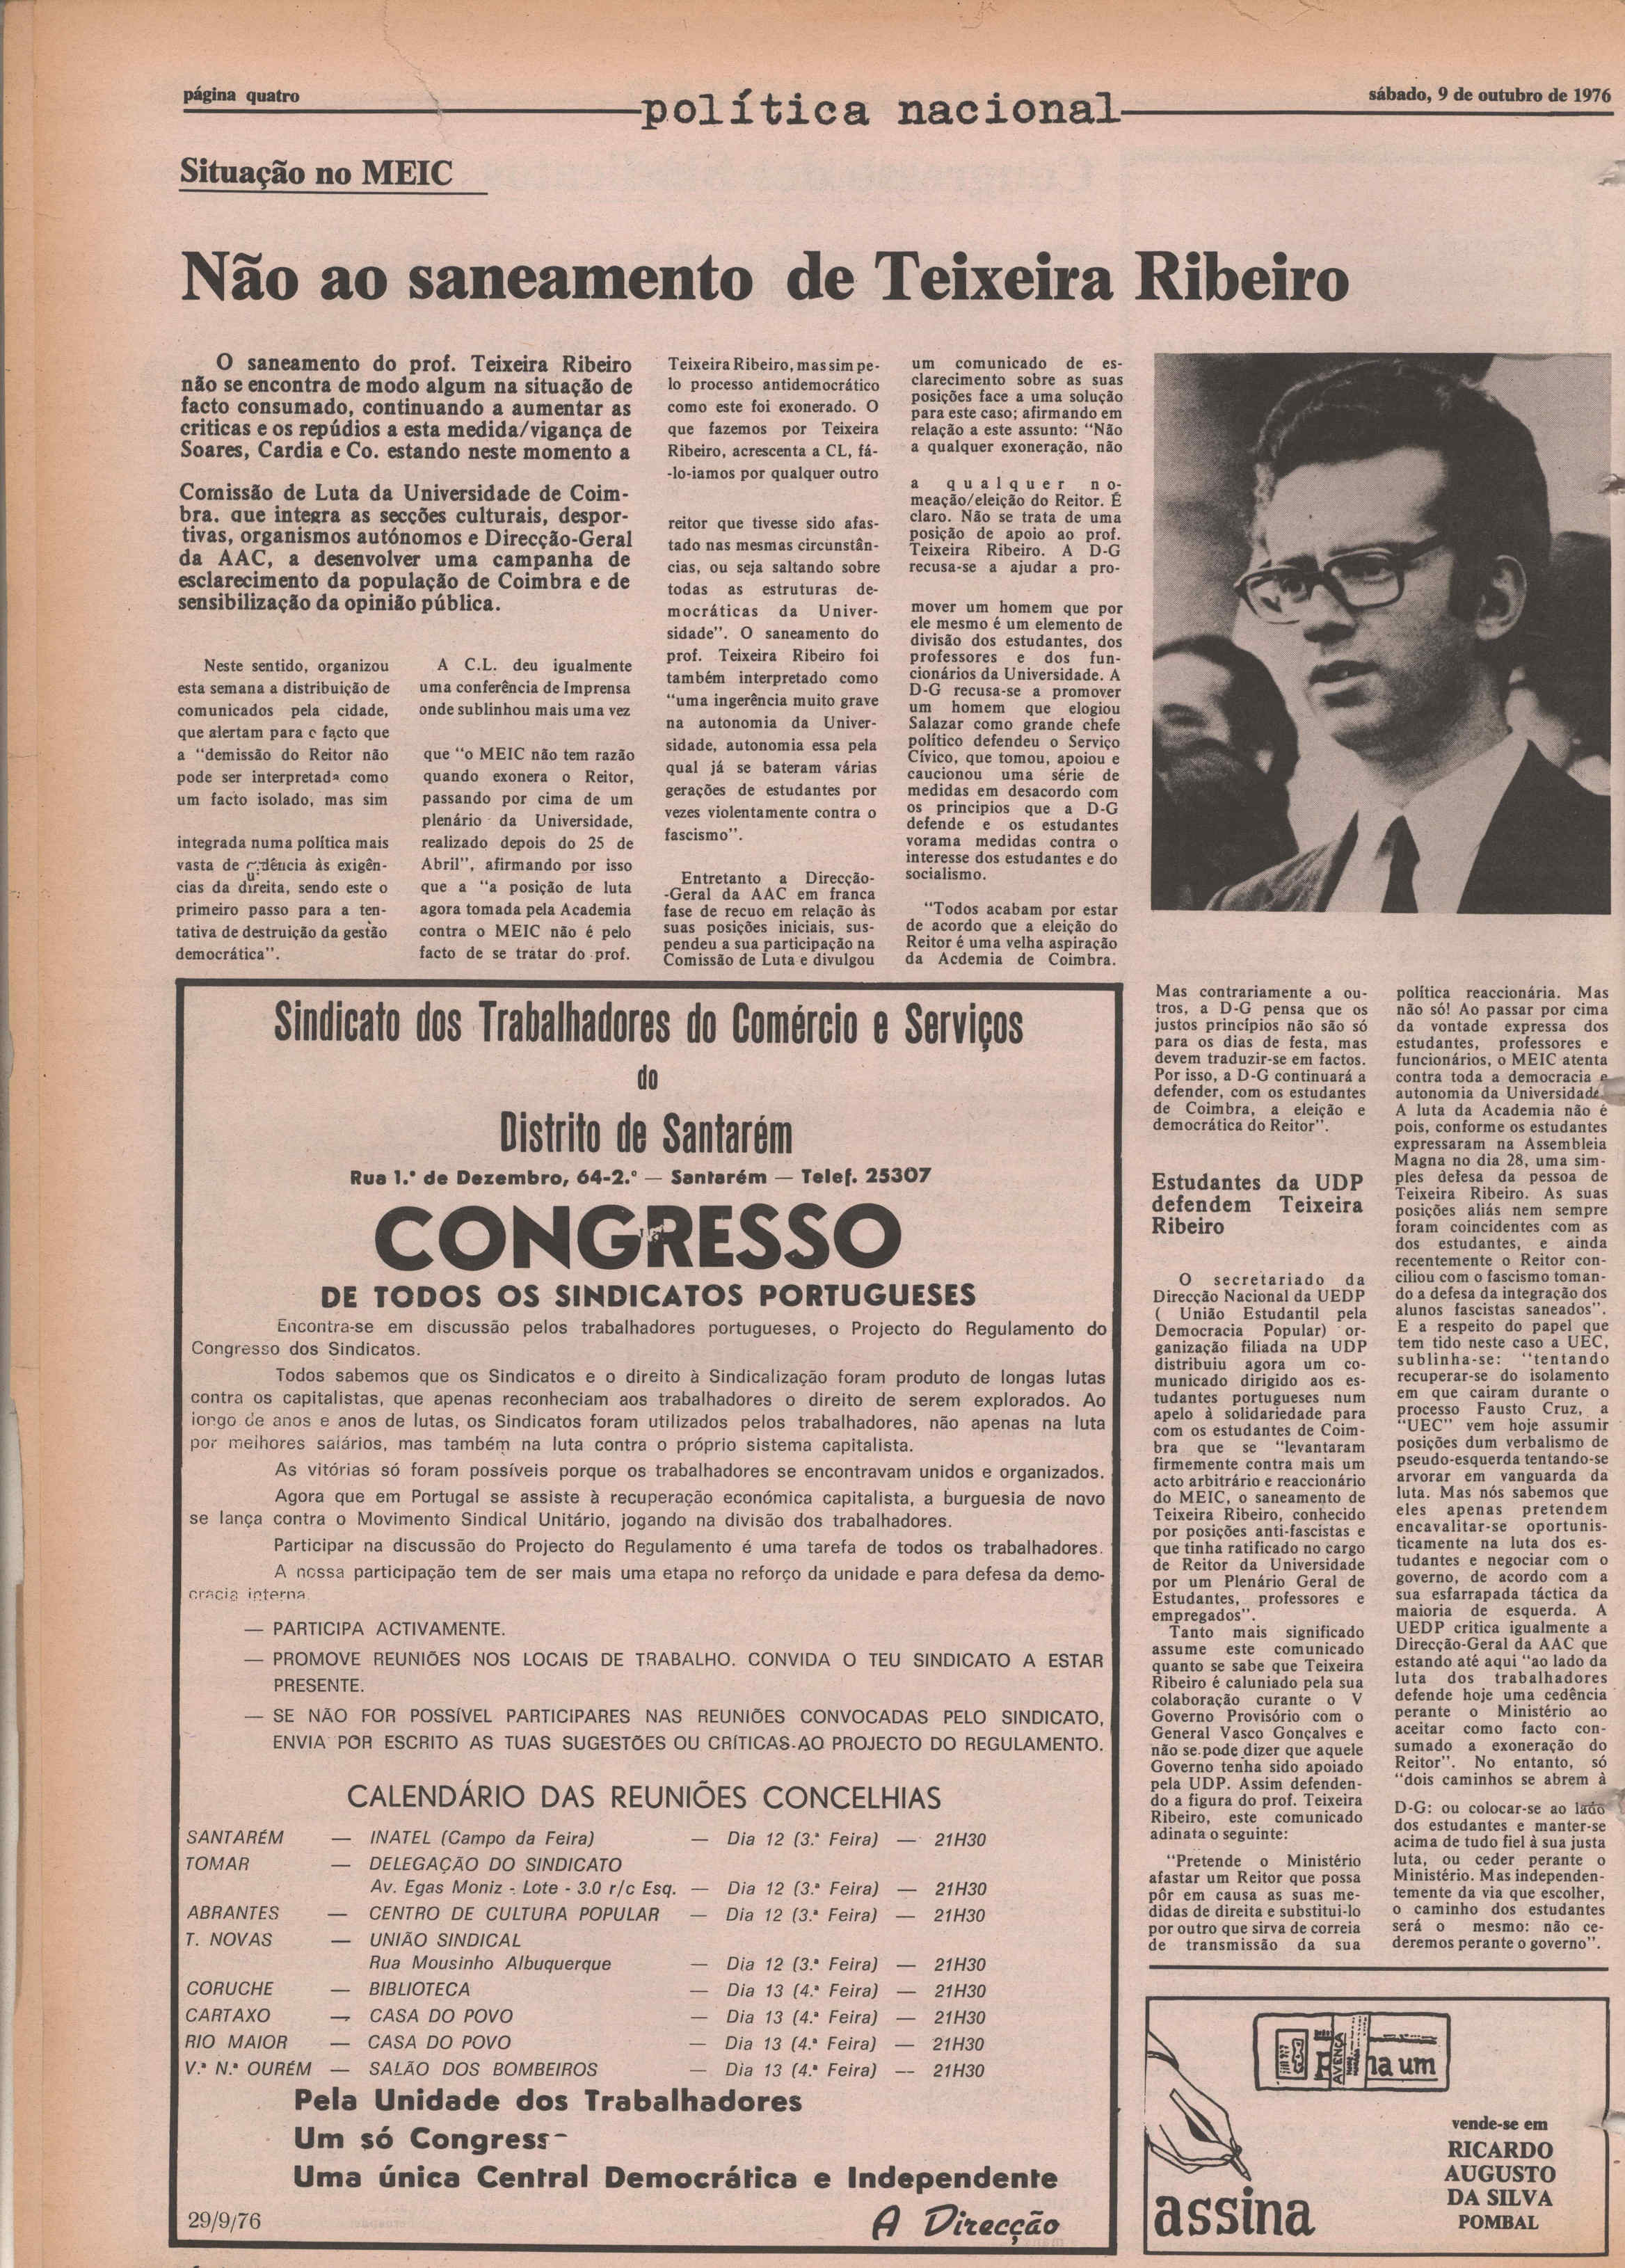 página quatro
política nacional
sábado, 9 de outubro de 1976
Situação no MEIC
Não ao saneamento de Teixeira Ribeiro
O saneamento do prof. Teixeira Ribeiro
não se encontra de modo algum na situação de
facto consumado, continuando a aumentar as
criticas e os repúdios a esta medida/vigança de
Soares, Cardia e Co. estando neste momento a
Comissão de Luta da Universidade de Coim-
bra. que integra as secções culturais, despor-
tivas, organismos autónomos e Direcção-Geral
da AAC, a desenvolver uma campanha de
esclarecimento da população de Coimbra e de
sensibilização da opinião pública.
Neste sentido, organizou
esta semana a distribuição de
comunicados pela cidade,
que alertam para o facto que
a "demissão do Reitor não
pode ser interpretada como
um facto isolado, mas sim
integrada numa política mais
vasta de cedência às exigên-
cias da direita, sendo este o
primeiro passo para a ten-
tativa de destruição da gestão
democrática".
A C.L. deu igualmente
uma conferência de Imprensa
onde sublinhou mais uma vez
que "o MEIC não tem razão
quando exonera o Reitor,
passando por cima de um
plenário da Universidade,
realizado depois do 25 de
Abril", afirmando por isso
que a "a posição de luta
agora tomada pela Academia
contra o MEIC não é pelo
facto de se tratar do prof.
Teixeira Ribeiro, mas sim pe-
lo processo antidemocrático
como este foi exonerado. O
que fazemos por Teixeira
Ribeiro, acrescenta a CL, fá-
-lo-iamos por qualquer outro
reitor que tivesse sido afas-
tado nas mesmas circunstân-
cias, ou seja saltando sobre
todas as estruturas de-
mocráticas da Univer-
sidade". O saneamento do
prof. Teixeira Ribeiro foi
também interpretado como
"uma ingerência muito grave
na autonomia da Univer-
sidade, autonomia essa pela
qual já se bateram várias
gerações de estudantes por
vezes violentamente contra o
fascismo".
Entretanto a Direcção-
-Geral da AAC em franca
fase de recuo em relação às
suas posições iniciais, sus-
pendeu a sua participação na
Comissão de Luta e divulgou
um comunicado de es-
clarecimento sobre as suas
posições face a uma solução
para este caso; afirmando em
relação a este assunto: "Não
a qualquer exoneração, não
a qualquer no-
meação/eleição do Reitor. É
claro. Não se trata de uma
posição de apoio ao prof.
Teixeira Ribeiro. A D-G
recusa-se a ajudar a pro-
mover um homem que por
ele mesmo é um elemento de
divisão dos estudantes, dos
professores e dos fun-
cionários da Universidade. A
D-G recusa-se a promover
um homem que elogiou
Salazar como grande chefe
político defendeu o Serviço
Cívico, que tomou, apoiou e
caucionou uma série de
medidas em desacordo com
os principios que a D-G
defende e os estudantes
vorama medidas contra o
interesse dos estudantes e do
socialismo.
"Todos acabam por estar
de acordo que a eleição do
Reitor é uma velha aspiração
da Acdemia de Coimbra.
Mas contrariamente a ou-
tros, a D-G pensa que os
justos princípios não são só
para os dias de festa, mas
devem traduzir-se em factos.
Por isso, a D-G continuará a
defender, com os estudantes
de Coimbra, a eleição e
democrática do Reitor".
Estudantes da UDP
defendem Teixeira
Ribeiro
O secretariado da
Direcção Nacional da UEDP
( União Estudantil pela
Democracia Popular) or-
ganização filiada na UDP
distribuiu agora um co-
municado dirigido aos es-
tudantes portugueses num
apelo à solidariedade para
com os estudantes de Coim-
bra que se "levantaram
firmemente contra mais um
acto arbitrário e reaccionário
do MEIC, o saneamento de
Teixeira Ribeiro, conhecido
por posições anti-fascistas e
que tinha ratificado no cargo
de Reitor da Universidade
por um Plenário Geral de
Estudantes, professores e
empregados".
Tanto mais significado
assume este comunicado
quanto se sabe que Teixeira
Ribeiro é caluniado pela sua
colaboração curante o V
Governo Provisório com o
General Vasco Gonçalves e
não se pode dizer que aquele
Governo tenha sido apoiado
pela UDP. Assim defenden-
do a figura do prof. Teixeira
Ribeiro, este comunicado
adinata o seguinte:
"Pretende o Ministério
afastar um Reitor que possa
pôr em causa as suas me-
didas de direita e substitui-lo
por outro que sirva de correia
de transmissão da sua
política reaccionária. Mas
não só! Ao passar por cima
da vontade expressa dos
estudantes, professores e
funcionários, o MEIC atenta
contra toda a democracia e
autonomia da Universidade.
A luta da Academia não é
pois, conforme os estudantes
expressaram na Assembleia
Magna no dia 28, uma sim-
ples defesa da pessoa de
Teixeira Ribeiro. As suas
posições aliás nem sempre
foram coincidentes com as
dos estudantes, e ainda
recentemente o Reitor con-
ciliou com o fascismo toman-
do a defesa da integração dos
alunos fascistas saneados".
E a respeito do papel que
tem tido neste caso a UEC,
sublinha-se: "tentando
recuperar-se do isolamento
em que cairam durante o
processo Fausto Cruz, a
"UEC" vem hoje assumir
posições dum verbalismo de
pseudo-esquerda tentando-se
arvorar em vanguarda da
luta. Mas nós sabemos que
eles apenas pretendem
encavalitar-se oportunis-
ticamente na luta dos es-
tudantes e negociar com o
governo, de acordo com a
sua esfarrapada táctica da
maioria de esquerda. A
UEDP critica igualmente a
Direcção-Geral da AAC que
estando até aqui "ao lado da
luta dos trabalhadores
defende hoje uma cedência
perante o Ministério ao
aceitar como facto con-
sumado a exoneração do
Reitor". No entanto, só
"dois caminhos se abrem à
D-G: ou colocar-se ao lado
dos estudantes e manter-se
acima de tudo fiel à sua justa
luta, ou ceder perante o
Ministério. Mas independen-
temente da via que escolher,
o caminho dos estudantes
será o mesmo: não ce-
deremos perante o governo".
Sindicato dos Trabalhadores do Comércio e Serviços
do
Distrito de Santarém
Rua 1.º de Dezembro, 64-2.º — Santarém — Telef. 25307
CONGRESSO
DE TODOS OS SINDICATOS PORTUGUESES
Encontra-se em discussão pelos trabalhadores portugueses, o Projecto do Regulamento do
Congresso dos Sindicatos.
Todos sabemos que os Sindicatos e o direito à Sindicalização foram produto de longas lutas
contra os capitalistas, que apenas reconheciam aos trabalhadores o direito de serem explorados. Ao
longo de anos e anos de lutas, os Sindicatos foram utilizados pelos trabalhadores, não apenas na luta
por melhores salários, mas também na luta contra o próprio sistema capitalista.
As vitórias só foram possíveis porque os trabalhadores se encontravam unidos e organizados.
Agora que em Portugal se assiste à recuperação económica capitalista, a burguesia de novo
se lança contra o Movimento Sindical Unitário, jogando na divisão dos trabalhadores.
Participar na discussão do Projecto do Regulamento é uma tarefa de todos os trabalhadores.
A nossa participação tem de ser mais uma etapa no reforço da unidade e para defesa da demo-
cracia interna.
— PARTICIPA ACTIVAMENTE.
— PROMOVE REUNIÕES NOS LOCAIS DE TRABALHO. CONVIDA O TEU SINDICATO A ESTAR
PRESENTE.
— SE NÃO FOR POSSÍVEL PARTICIPARES NAS REUNIÕES CONVOCADAS PELO SINDICATO,
ENVIA POR ESCRITO AS TUAS SUGESTÕES OU CRÍTICAS AO PROJECTO DO REGULAMENTO.
CALENDÁRIO DAS REUNIÕES CONCELHIAS
SANTARÉM — INATEL (Campo da Feira) — Dia 12 (3.ª Feira) — 21H30
TOMAR — DELEGAÇÃO DO SINDICATO
Av. Egas Moniz - Lote - 3.0 r/c Esq. — Dia 12 (3.ª Feira) — 21H30
ABRANTES — CENTRO DE CULTURA POPULAR — Dia 12 (3.ª Feira) — 21H30
T. NOVAS — UNIÃO SINDICAL
Rua Mousinho Albuquerque — Dia 12 (3.ª Feira) — 21H30
CORUCHE — BIBLIOTECA — Dia 13 (4.ª Feira) — 21H30
CARTAXO — CASA DO POVO — Dia 13 (4.ª Feira) — 21H30
RIO MAIOR — CASA DO POVO — Dia 13 (4.ª Feira) — 21H30
V.ª N.ª OURÉM — SALÃO DOS BOMBEIROS — Dia 13 (4.ª Feira) -- 21H30
Pela Unidade dos Trabalhadores
Um só Congress
Uma única Central Democrática e Independente
29/9/76
A Direcção
AVENÇA
ha um
assina
vende-se em
RICARDO
AUGUSTO
DA SILVA
POMBAL